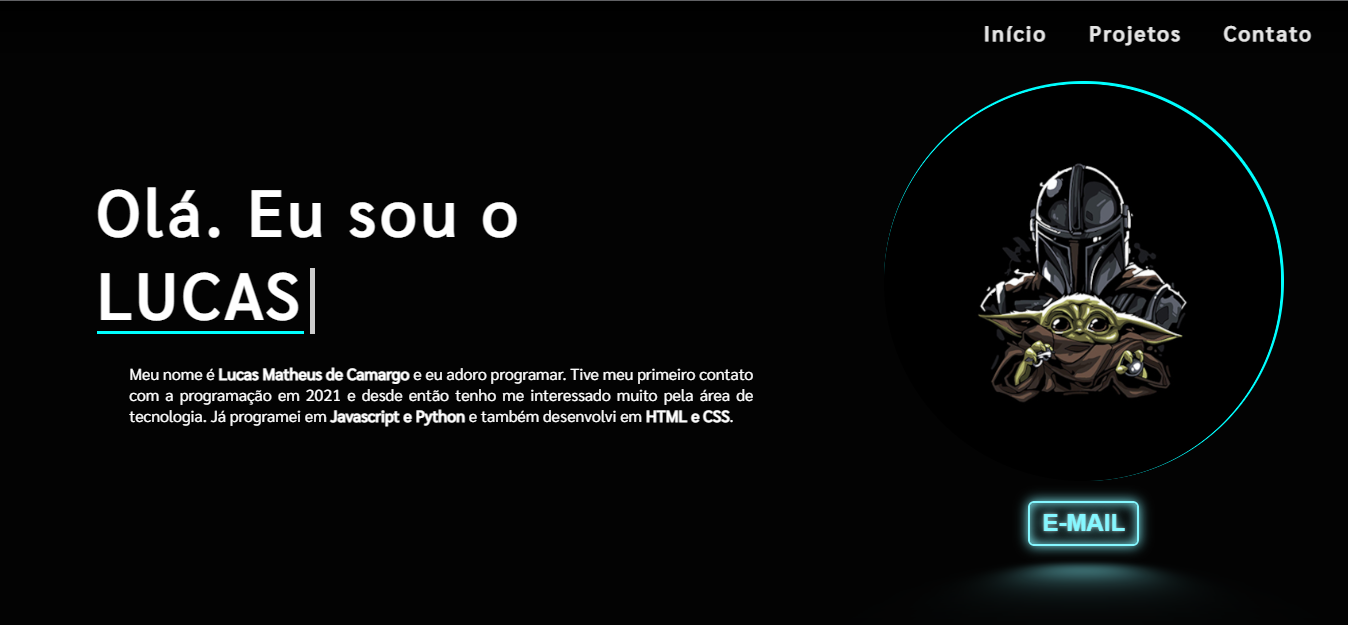 Início Projetos Contato
Olá. Eu sou o
LUCAS
Meu nome é Lucas Matheus de Camargo e eu adoro programar. Tive meu primeiro contato
com a programação em 2021 e desde então tenho me interessado muito pela área de
tecnologia. Já programei em Javascript e Python e também desenvolvi em HTML e CSS.
E-MAIL